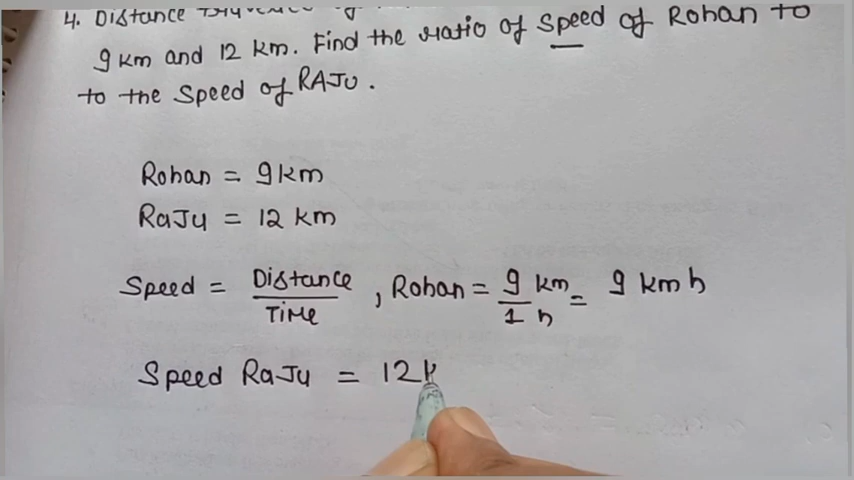 4. Distance
9 km and 12 km. Find the ratio of Speed of Rohan to
to the Speed of RAJU.
Rohan = 9 km
RaJu = 12 km
Speed = Distance / Time , Rohan = 9 km / 1 h = 9 km h
Speed RaJu = 12 k